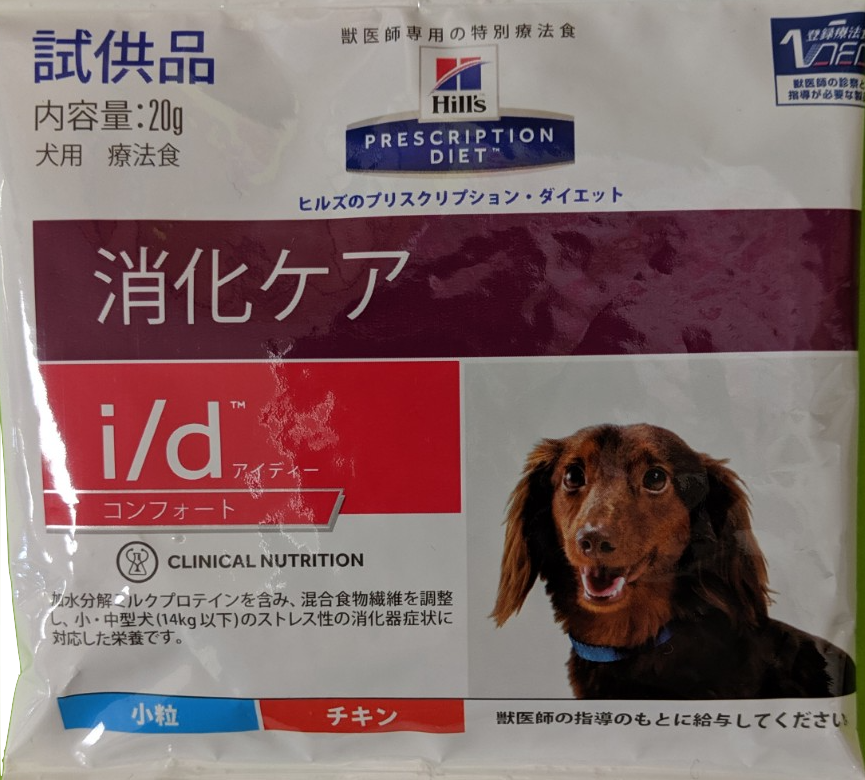 試供品
内容量:20g
犬用 療法食
獣医師専用の特別療法食
Hill's
PRESCRIPTION
DIET™
ヒルズのプリスクリプション・ダイエット
登録療法食
獣医師の診察と
指導が必要な製
消化ケア
i/d™
アイディー
コンフォート
CLINICAL NUTRITION
加水分解ミルクプロテインを含み、混合食物繊維を調整
し、小・中型犬(14kg以下)のストレス性の消化器症状に
対応した栄養です。
小粒
チキン
獣医師の指導のもとに給与してください